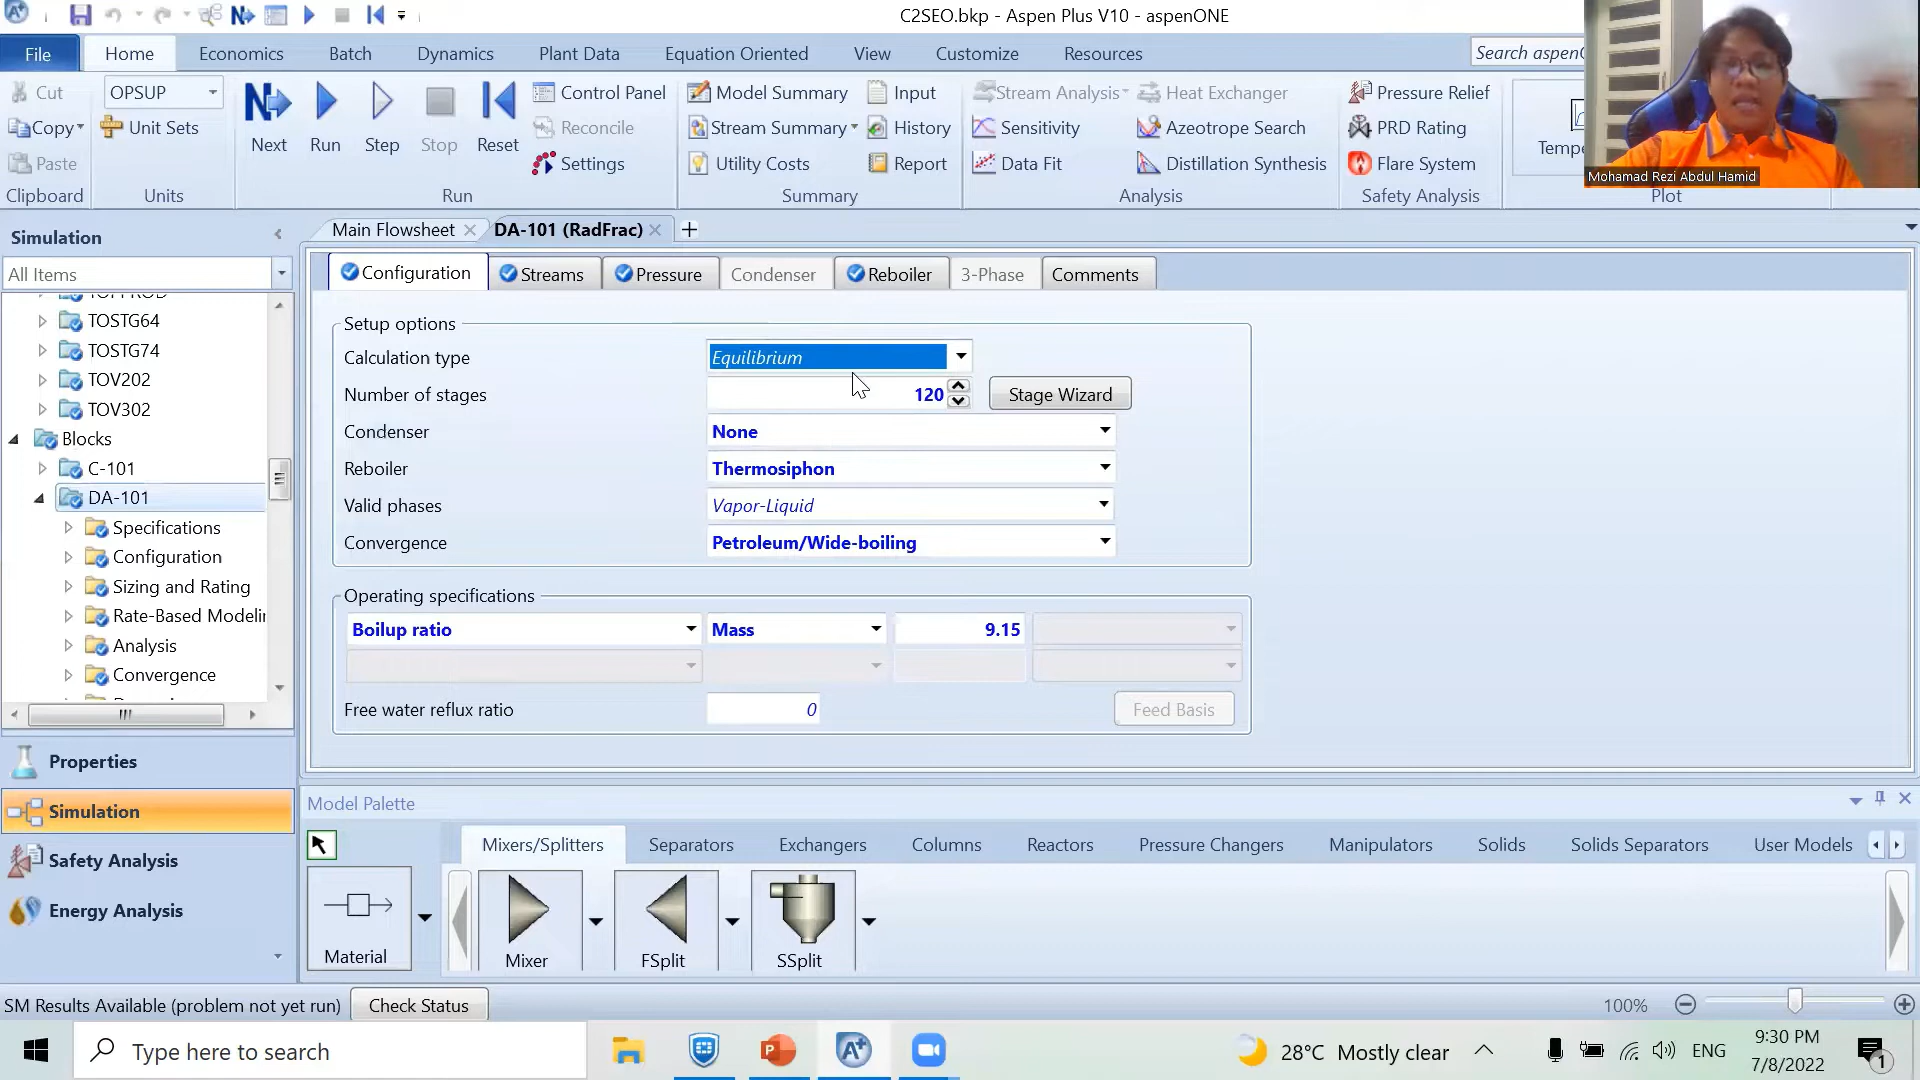 C2SEO.bkp - Aspen Plus V10 - aspenONE
File Home Economics Batch Dynamics Plant Data Equation Oriented View Customize Resources
Cut OPSUP Control Panel Model Summary Input Stream Analysis Heat Exchanger Pressure Relief
Copy Unit Sets Reconcile Stream Summary History Sensitivity Azeotrope Search PRD Rating
Next Run Step Stop Reset
Paste Settings Utility Costs Report Data Fit Distillation Synthesis Flare System
Clipboard Units Run Summary Analysis Safety Analysis Plot
Mohamad Rezi Abdul Hamid
Simulation
Main Flowsheet DA-101 (RadFrac)
All Items
Configuration Streams Pressure Condenser Reboiler 3-Phase Comments
TOSTG64
TOSTG74
TOV202
TOV302
Blocks
C-101
DA-101
Specifications
Configuration
Sizing and Rating
Analysis
Convergence
Setup options
Calculation type Equilibrium
Number of stages 120 Stage Wizard
Condenser None
Reboiler Thermosiphon
Valid phases Vapor-Liquid
Convergence Petroleum/Wide-boiling
Operating specifications
Boilup ratio Mass 9.15
Free water reflux ratio 0 Feed Basis
Properties
Simulation
Safety Analysis
Energy Analysis
Model Palette
Mixers/Splitters Separators Exchangers Columns Reactors Pressure Changers Manipulators Solids Solids Separators User Models
Material Mixer FSplit SSplit
SM Results Available (problem not yet run) Check Status 100%
Type here to search 28°C Mostly clear ENG 9:30 PM
7/8/2022
1